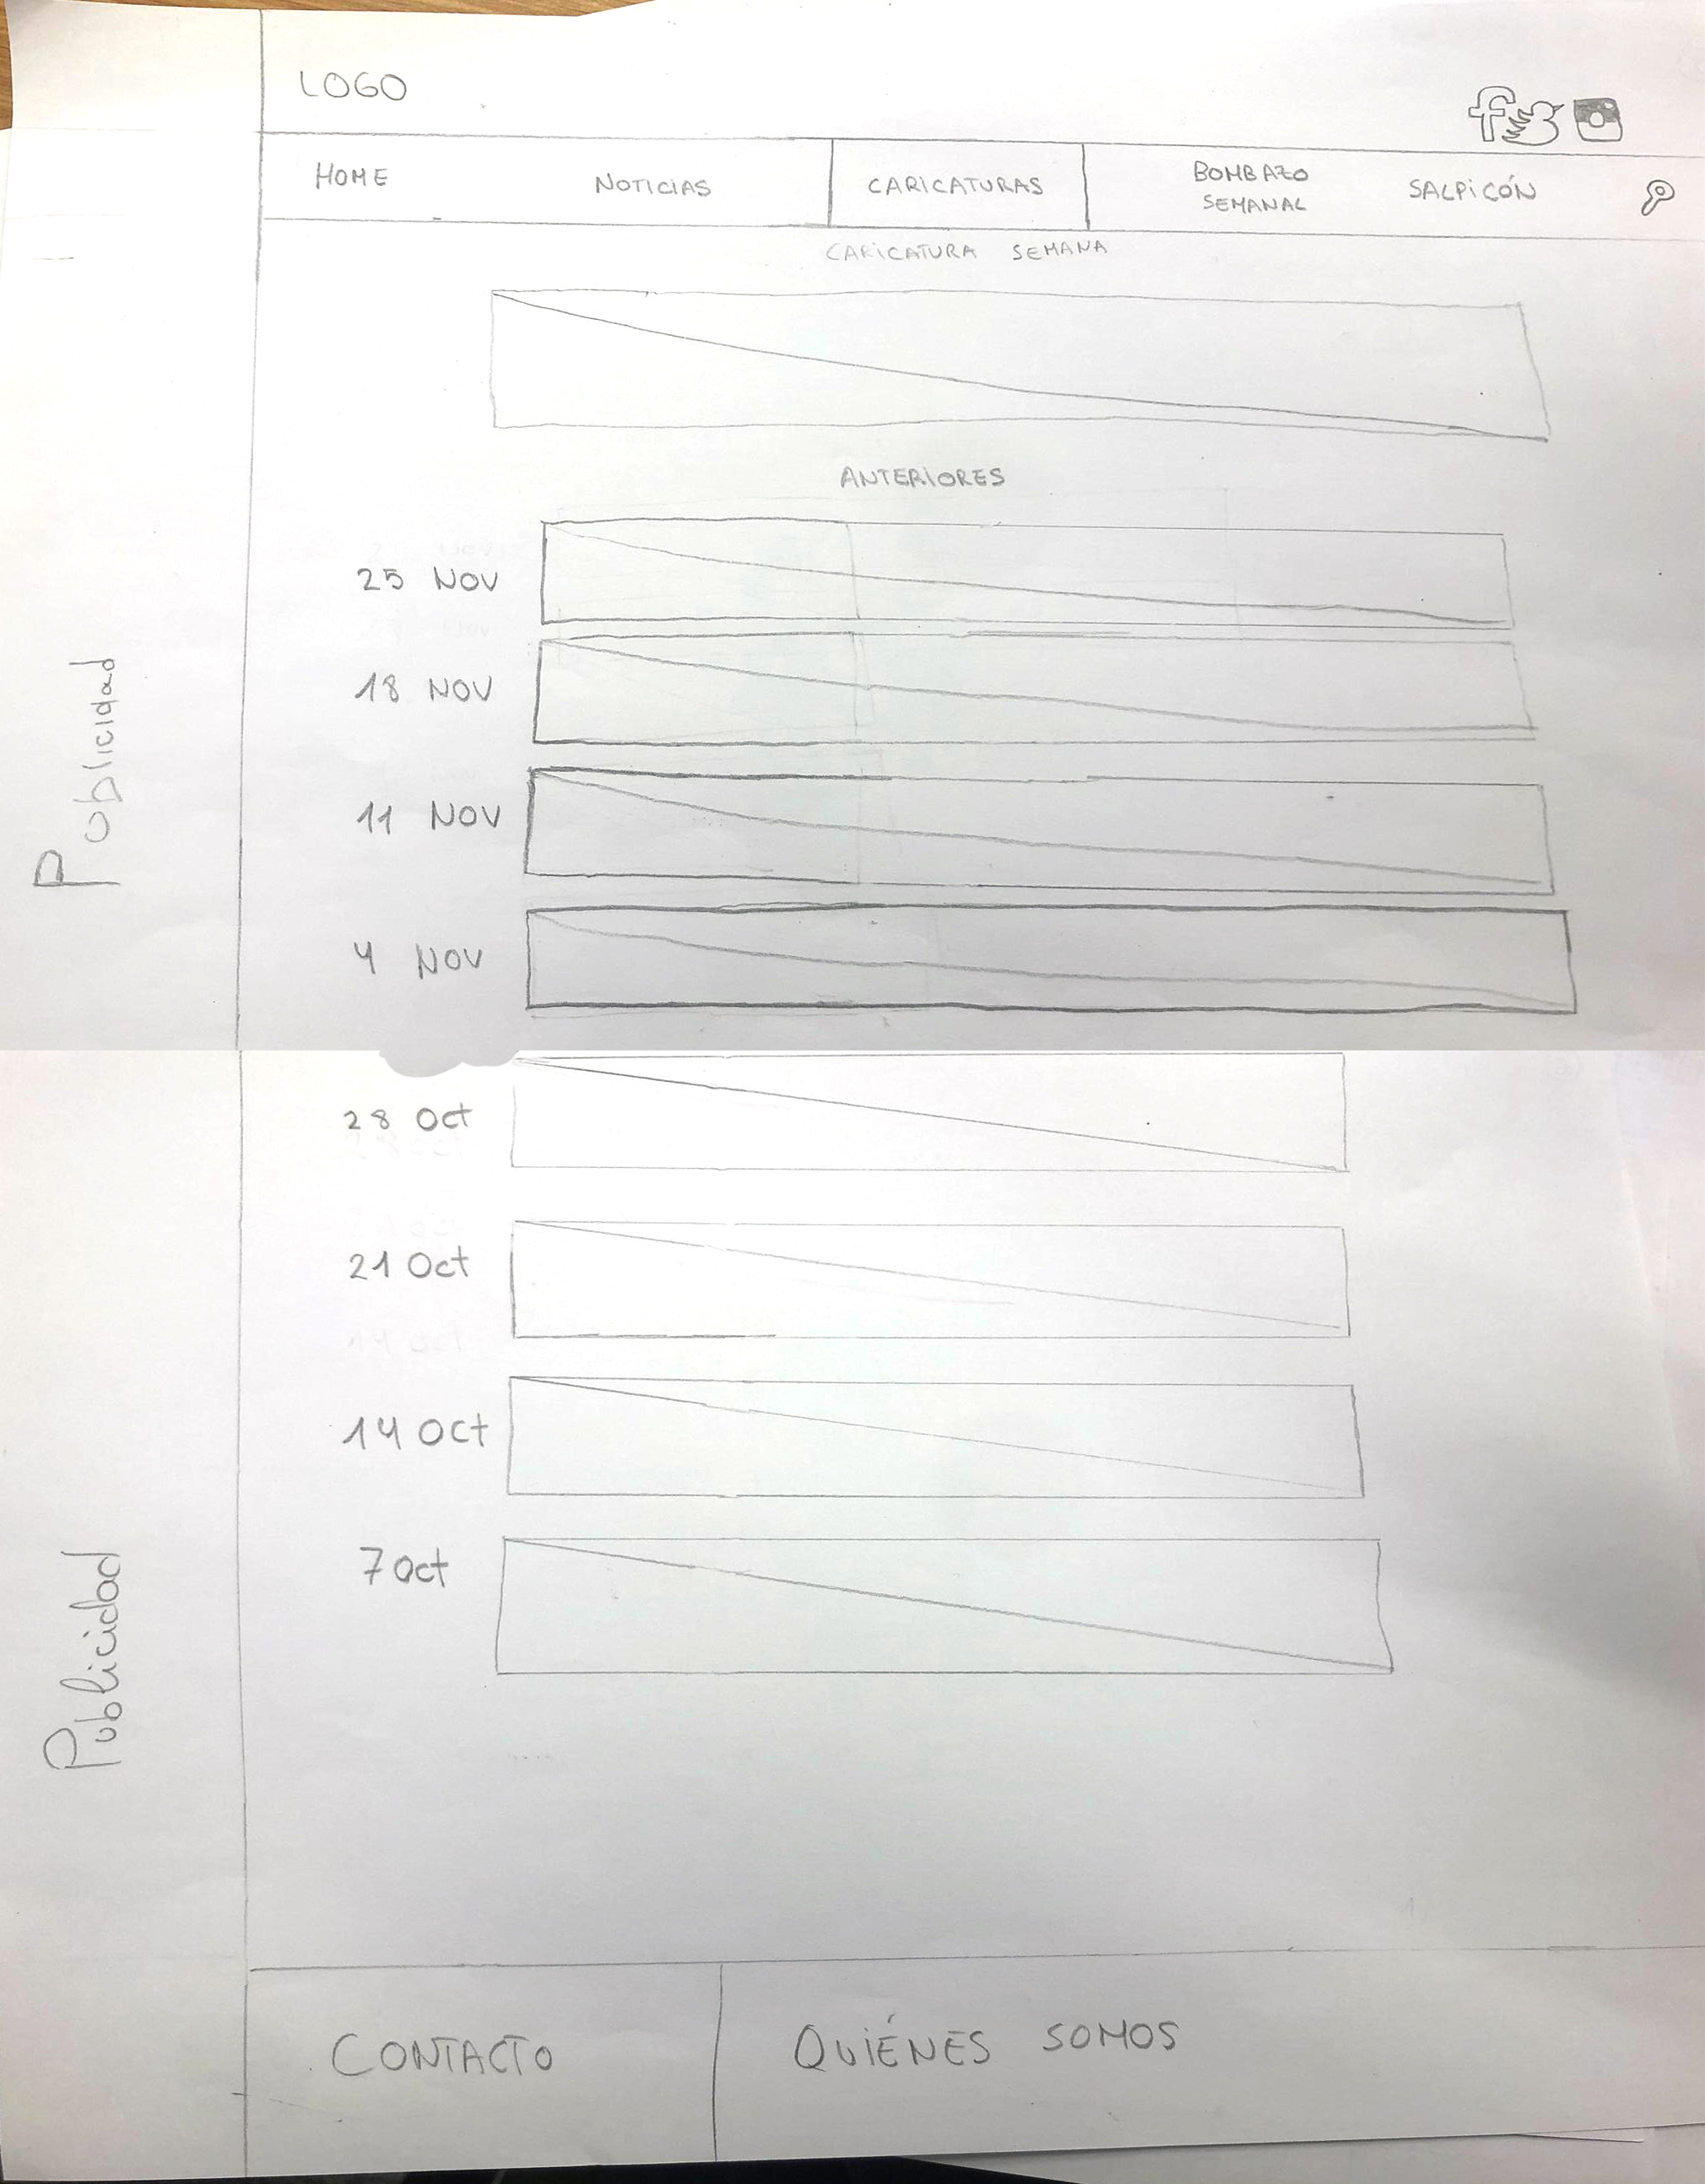 LOGO
HOME
NOTICIAS
CARICATURAS
BOMBAZO
SEMANAL
SALPICÓN
CARICATURA SEMANA
ANTERIORES
25 NOV
18 NOV
11 NOV
4 NOV
Publicidad
28 Oct
21 Oct
14 Oct
7 Oct
Publicidad
CONTACTO
QUIÉNES SOMOS